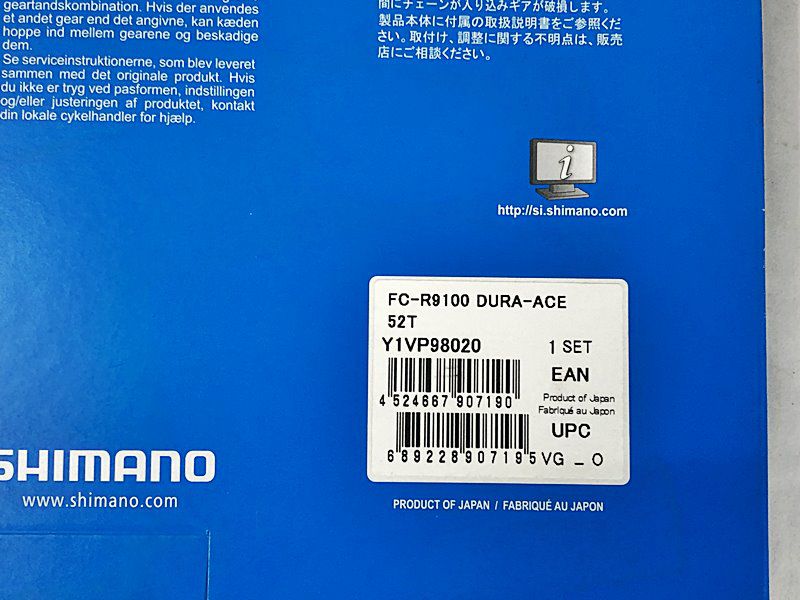 geartandskombination. Hvis der anvendes
et andet gear end det angivne, kan kæden
hoppe ind mellem gearene og beskadige
dem.
Se serviceinstruktionerne, som blev leveret
sammen med det originale produkt. Hvis
du ikke er tryg ved pasformen, indstillingen
og/eller justeringen af produktet, kontakt
din lokale cykelhandler for hjælp.
間にチェーンが入り込みギアが破損します。
製品本体に付属の取扱説明書をご参照くだ
さい。取付け、調整に関する不明点は、販売
店にご相談ください。
i
http://si.shimano.com
FC-R9100 DURA-ACE
52T
Y1VP98020 1 SET
EAN
4 524667 907190
Product of Japan
Fabriqué au Japon
UPC
6 89228 90719 5 VG _ O
SHIMANO
www.shimano.com
PRODUCT OF JAPAN / FABRIQUÉ AU JAPON